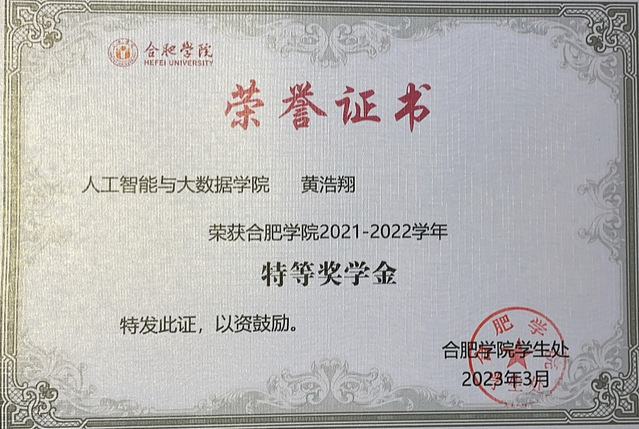 合肥学院
HEFEI UNIVERSITY
荣誉证书
人工智能与大数据学院 黄浩翔
荣获合肥学院2021-2022学年
特等奖学金
特发此证，以资鼓励。
合肥学院学生处
2023年3月